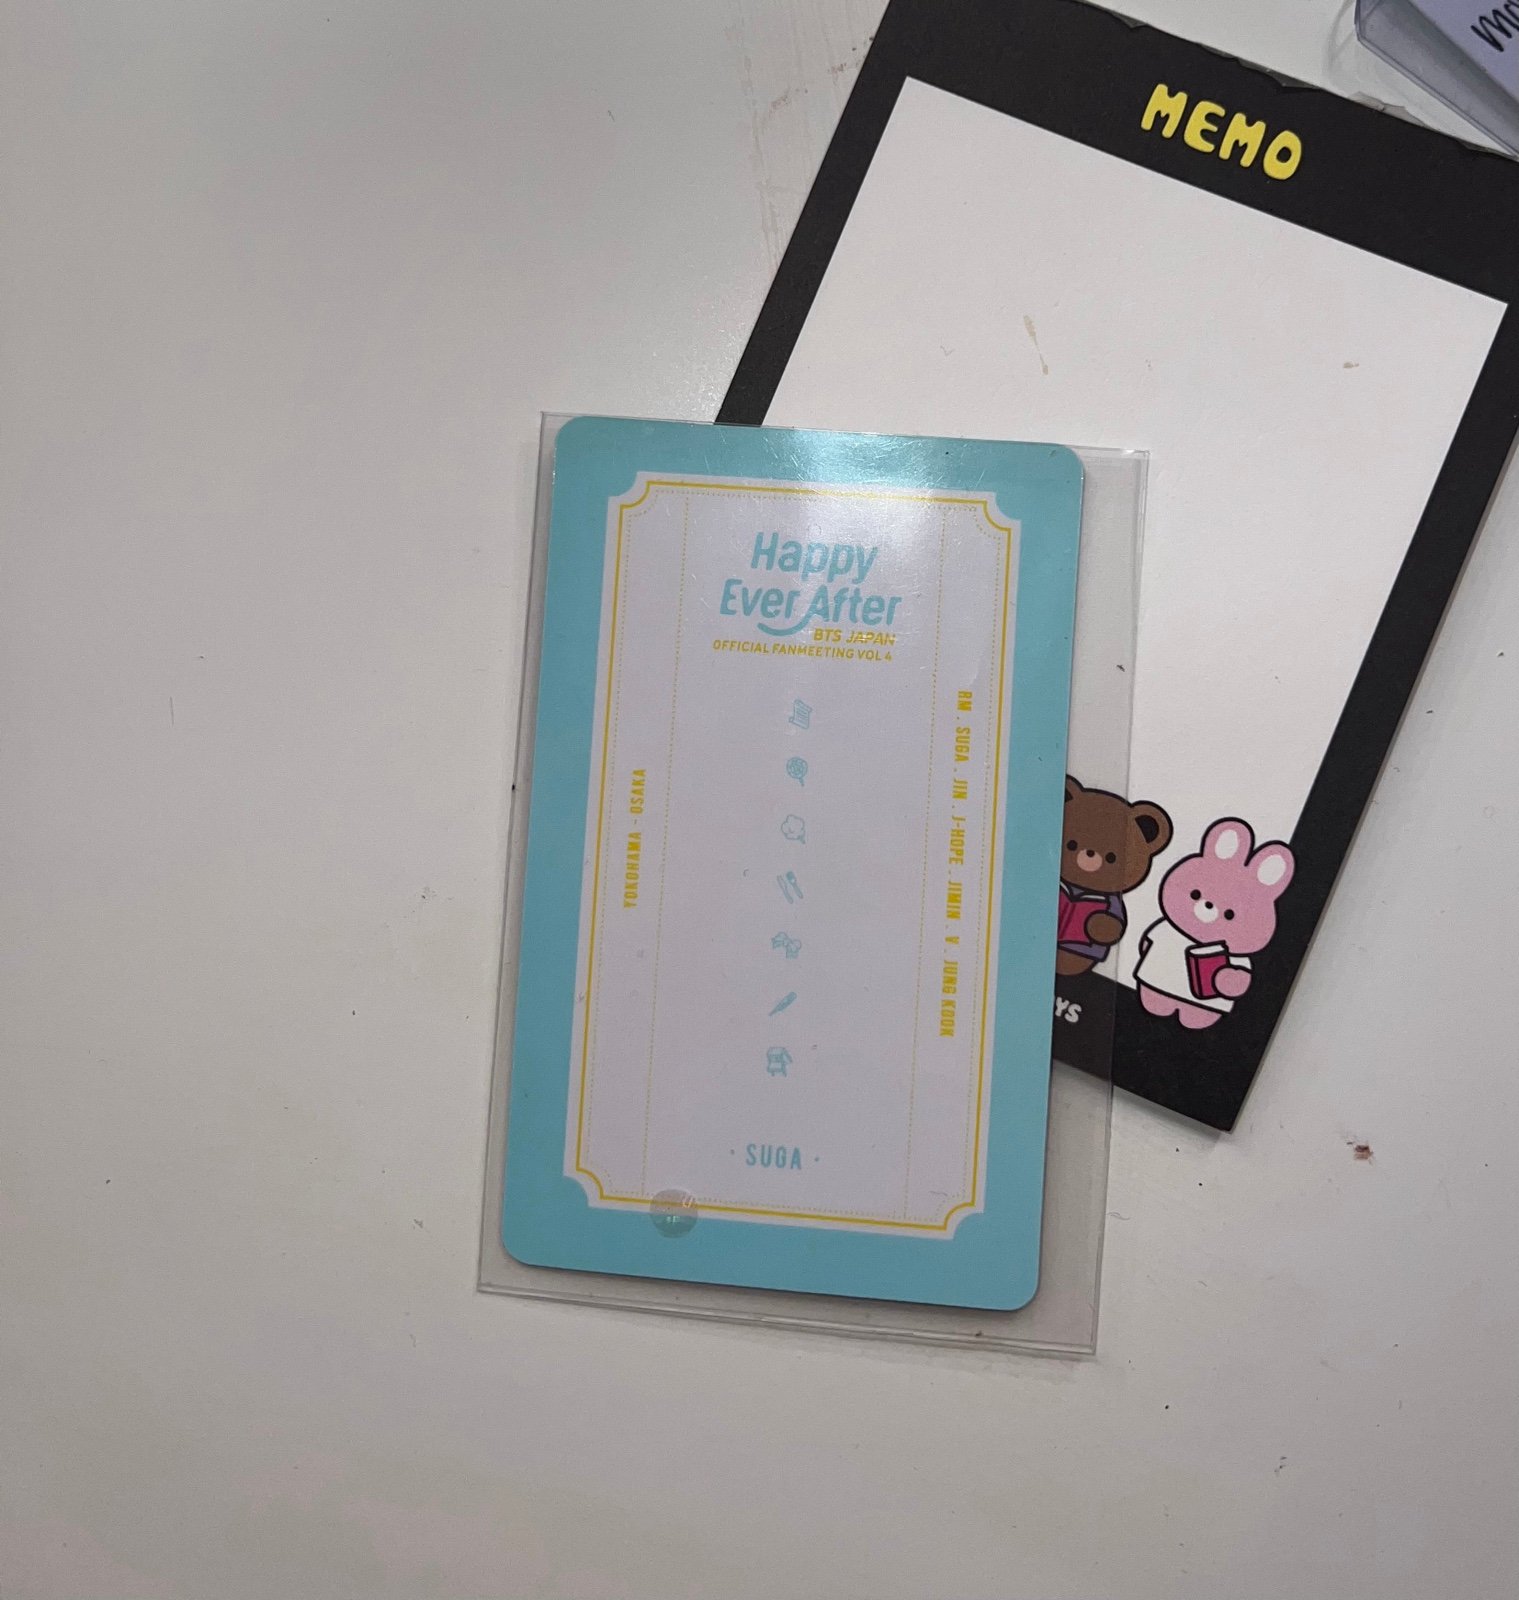 MEMO
Happy
Ever After
BTS JAPAN
OFFICIAL FANMEETING VOL 4
RM . SUGA . JIN . J-HOPE . JIMIN . V . JUNG KOOK
YOKOHAMA - OSAKA
· SUGA ·